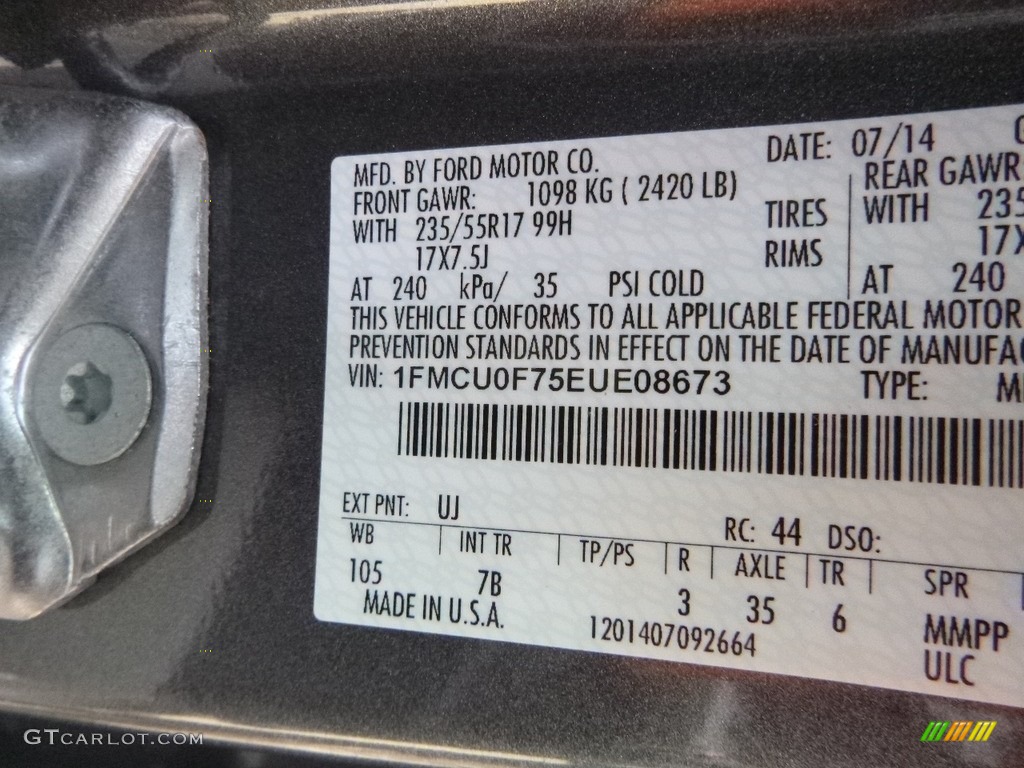 DATE: 07/14
MFD. BY FORD MOTOR CO.
FRONT GAWR: 1098 KG ( 2420 LB) REAR GAWR
WITH 235/55R17 99H TIRES WITH 235
17X7.5J RIMS 17X
AT 240 kPa/ 35 PSI COLD AT 240
THIS VEHICLE CONFORMS TO ALL APPLICABLE FEDERAL MOTOR
PREVENTION STANDARDS IN EFFECT ON THE DATE OF MANUFA
VIN: 1FMCU0F75EUE08673 TYPE: M
EXT PNT: UJ RC: 44 DSO:
WB INT TR TP/PS R AXLE TR SPR
105 7B 3 35 6 MMPP
MADE IN U.S.A. 1201407092664 ULC
GTCARLOT.COM